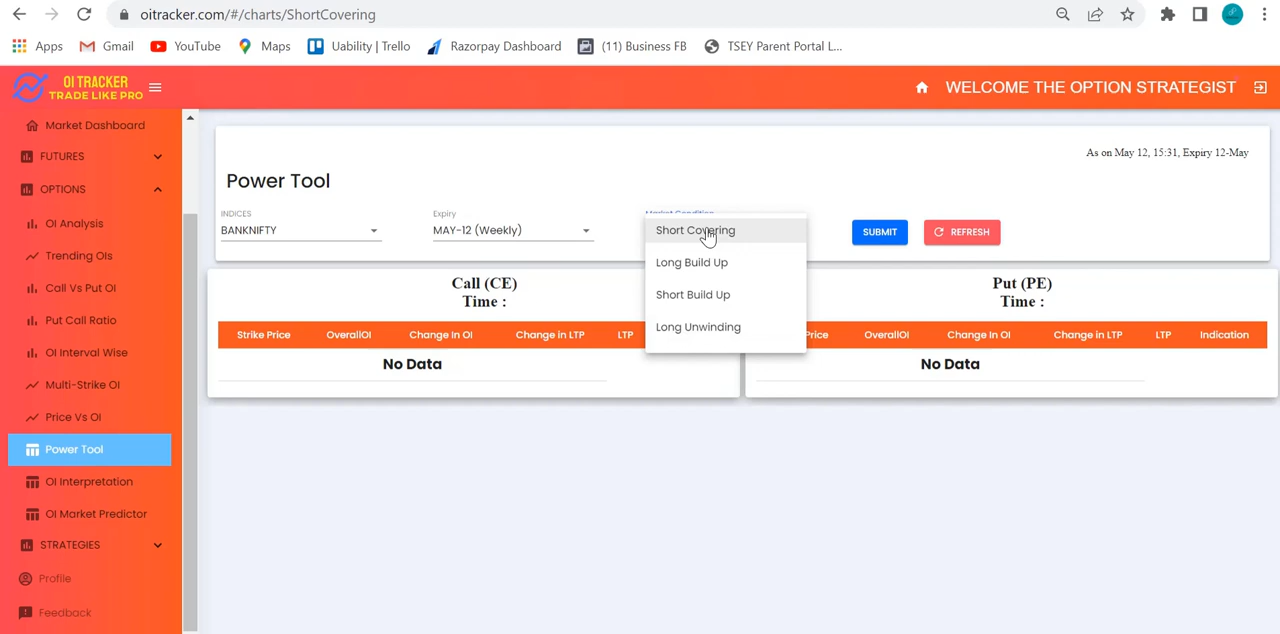 oitracker.com/#/charts/ShortCovering
Apps
Gmail
YouTube
Maps
Uability | Trello
Razorpay Dashboard
(11) Business FB
TSEY Parent Portal L...
OI TRACKER
TRADE LIKE PRO
WELCOME THE OPTION STRATEGIST
Market Dashboard
FUTURES
OPTIONS
OI Analysis
Trending OIs
Call Vs Put OI
Put Call Ratio
OI Interval Wise
Multi-Strike OI
Price Vs OI
Power Tool
OI Interpretation
OI Market Predictor
STRATEGIES
Profile
Feedback
As on May 12, 15:31, Expiry 12-May
Power Tool
INDICES
BANKNIFTY
Expiry
MAY-12 (Weekly)
Market Condition
Short Covering
Long Build Up
Short Build Up
Long Unwinding
SUBMIT
REFRESH
Call (CE)
Time :
Strike Price OverallOI Change In OI Change in LTP LTP
No Data
Put (PE)
Time :
Price OverallOI Change In OI Change in LTP LTP Indication
No Data